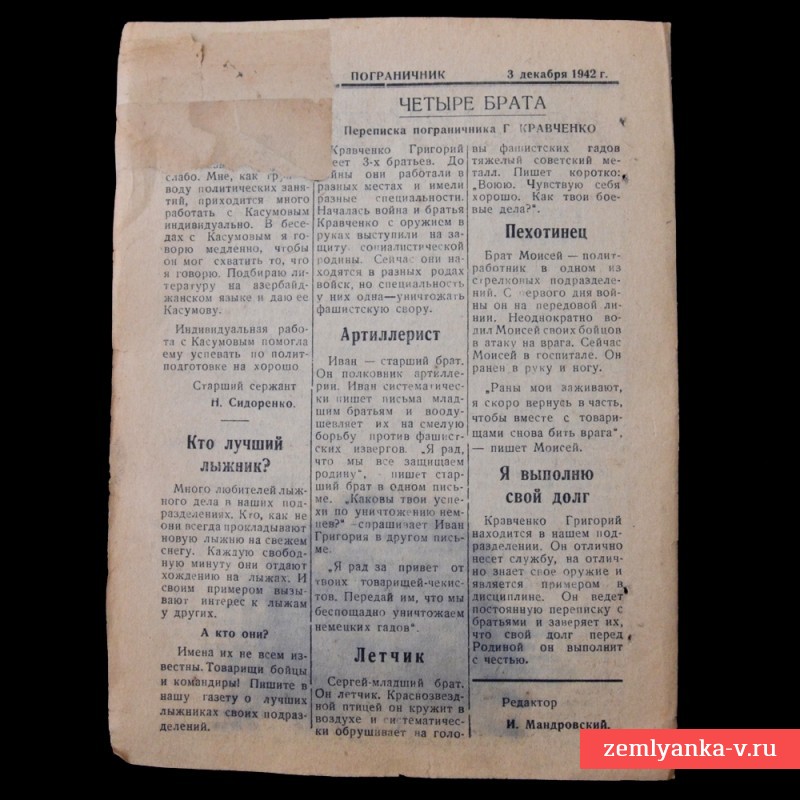 ПОГРАНИЧНИК 3 декабря 1942 г.
слабо. Мне, как
воду политических заня-
тий, приходится много
работать с Касумовым
индивидуально. В бесе-
дах с Касумовым я го-
ворю медленно, чтобы
он мог схватить то, что
я говорю. Подбираю ли-
тературу на азербайд-
жанском языке и даю ее
Касумову.
Индивидуальная рабо-
та с Касумовым помогла
ему успевать по полит-
подготовке на хорошо
Старший сержант
Н. Сидоренко.
Кто лучший
лыжник?
Много любителей лыж-
ного дела в наших под-
разделениях. Кто, как не
они всегда прокладывают
новую лыжню на свежем
снегу. Каждую свобод-
ную минуту они отдают
хождению на лыжах. И
своим примером вызы-
вают интерес к лыжам
у других.
А кто они?
Имена их не всем из-
вестны. Товарищи бойцы
и командиры! Пишите в
нашу газету о лучших
лыжниках своих подраз-
делений.
ЧЕТЫРЕ БРАТА
Переписка пограничника Г. КРАВЧЕНКО
Кравченко Григорий
имеет 3-х братьев. До
войны они работали в
разных местах и имели
разные специальности.
Началась война и братья
Кравченко с оружием в
руках выступили на за-
щиту социалистической
родины. Сейчас они на-
ходятся в разных родах
войск, но специальность
у них одна—уничтожать
фашистскую свору.
Артиллерист
Иван — старший брат.
Он полковник артилле-
рии. Иван систематиче-
ски пишет письма млад-
шим братьям и вооду-
шевляет их на смелую
борьбу против фашист-
ских извергов. „Я рад,
что мы все защищаем
родину", - пишет стар-
ший брат в одном пись-
ме. „Каковы твои успе-
хи по уничтожению нем-
цев?" -спрашивает Иван
Григория в другом пись-
ме.
„Я рад за привет от
твоих товарищей-чекис-
тов. Передай им, что мы
беспощадно уничтожаем
немецких гадов".
Летчик
Сергей-младший брат.
Он летчик. Краснозвезд-
ной птицей он кружит в
воздухе и систематичес-
ки обрушивает на голо-
вы фашистских гадов
тяжелый советский ме-
талл. Пишет коротко:
„Воюю. Чувствую себя
хорошо. Как твои бое-
вые дела?".
Пехотинец
Брат Моисей — полит-
работник в одном из
стрелковых подразделе-
ний. С первого дня вой-
ны он на передовой ли-
нии. Неоднократно во-
дил Моисей своих бойцов
в атаку на врага. Сейчас
Моисей в госпитале. Он
ранен в руку и ногу.
„Раны мои заживают,
я скоро вернусь в часть,
чтобы вместе с товари-
щами снова бить врага",
— пишет Моисей.
Я выполню
свой долг
Кравченко Григорий
находится в нашем под-
разделении. Он отлично
несет службу, на отли-
чно знает свое оружие и
является примером в
дисциплине. Он ведет
постоянную переписку с
братьями и заверяет их,
что свой долг перед
Родиной он выполнит
с честью.
Редактор
И. Мандровский.
zemlyanka-v.ru